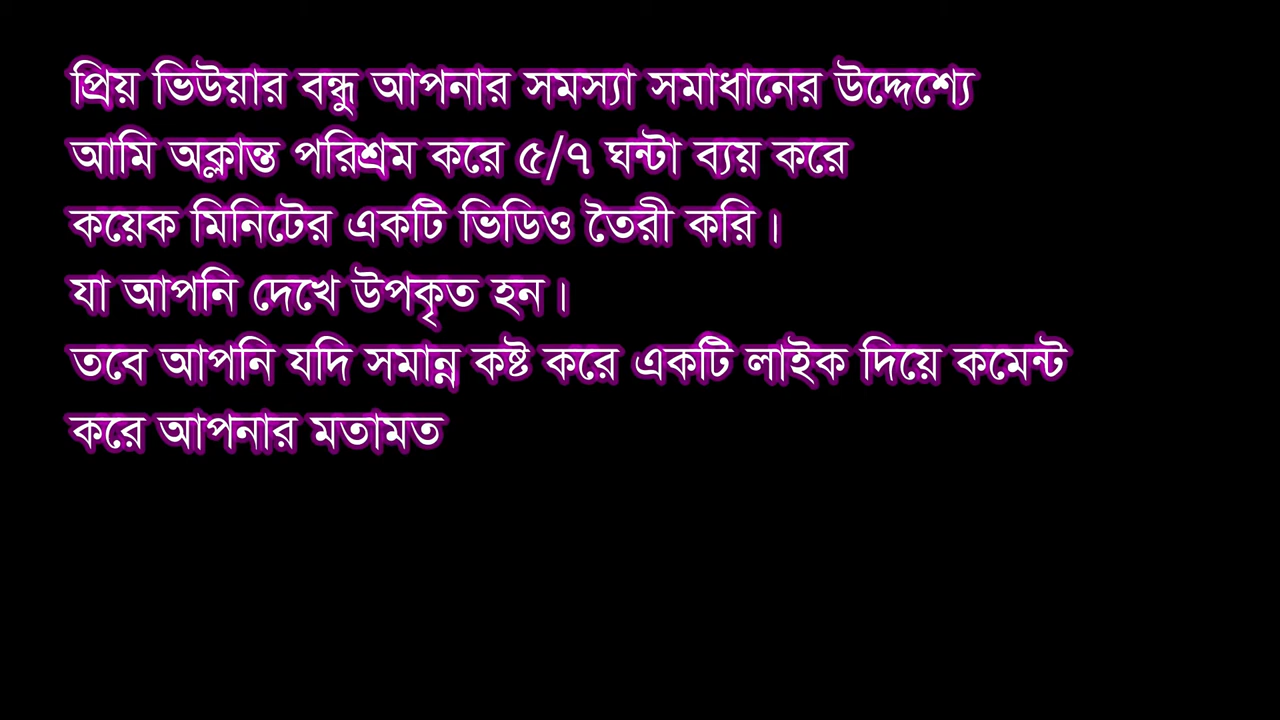 প্রিয় ভিউয়ার বন্ধু আপনার সমস্যা সমাধানের উদ্দেশ্যে
আমি অক্লান্ত পরিশ্রম করে ৫/৭ ঘন্টা ব্যয় করে
কয়েক মিনিটের একটি ভিডিও তৈরী করি।
যা আপনি দেখে উপকৃত হন।
তবে আপনি যদি সমান্ন কষ্ট করে একটি লাইক দিয়ে কমেন্ট
করে আপনার মতামত